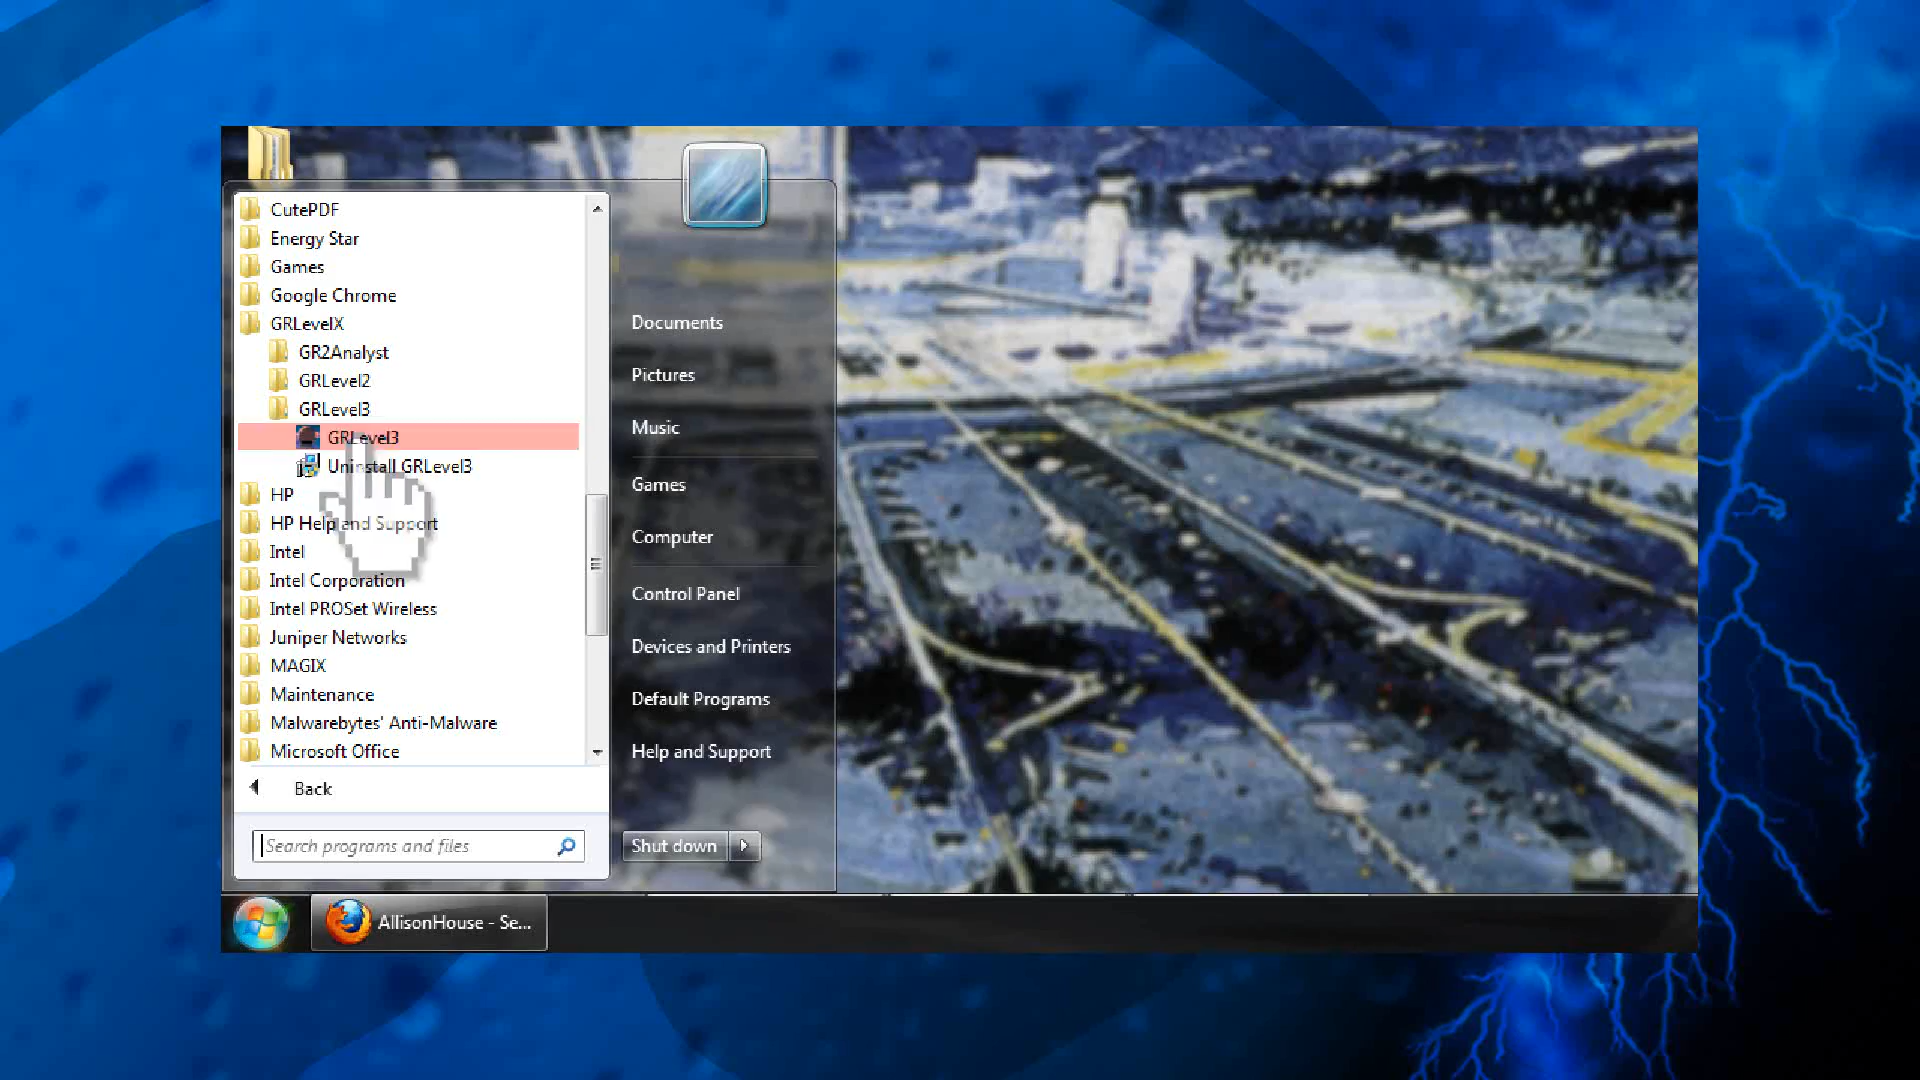 CutePDF
Energy Star
Games
Google Chrome
GRLevelX
GR2Analyst
GRLevel2
GRLevel3
GRLevel3
Uninstall GRLevel3
HP
HP Help and Support
Intel
Intel Corporation
Intel PROSet Wireless
Juniper Networks
MAGIX
Maintenance
Malwarebytes' Anti-Malware
Microsoft Office
Back
Search programs and files
Documents
Pictures
Music
Games
Computer
Control Panel
Devices and Printers
Default Programs
Help and Support
Shut down
AllisonHouse - Se...